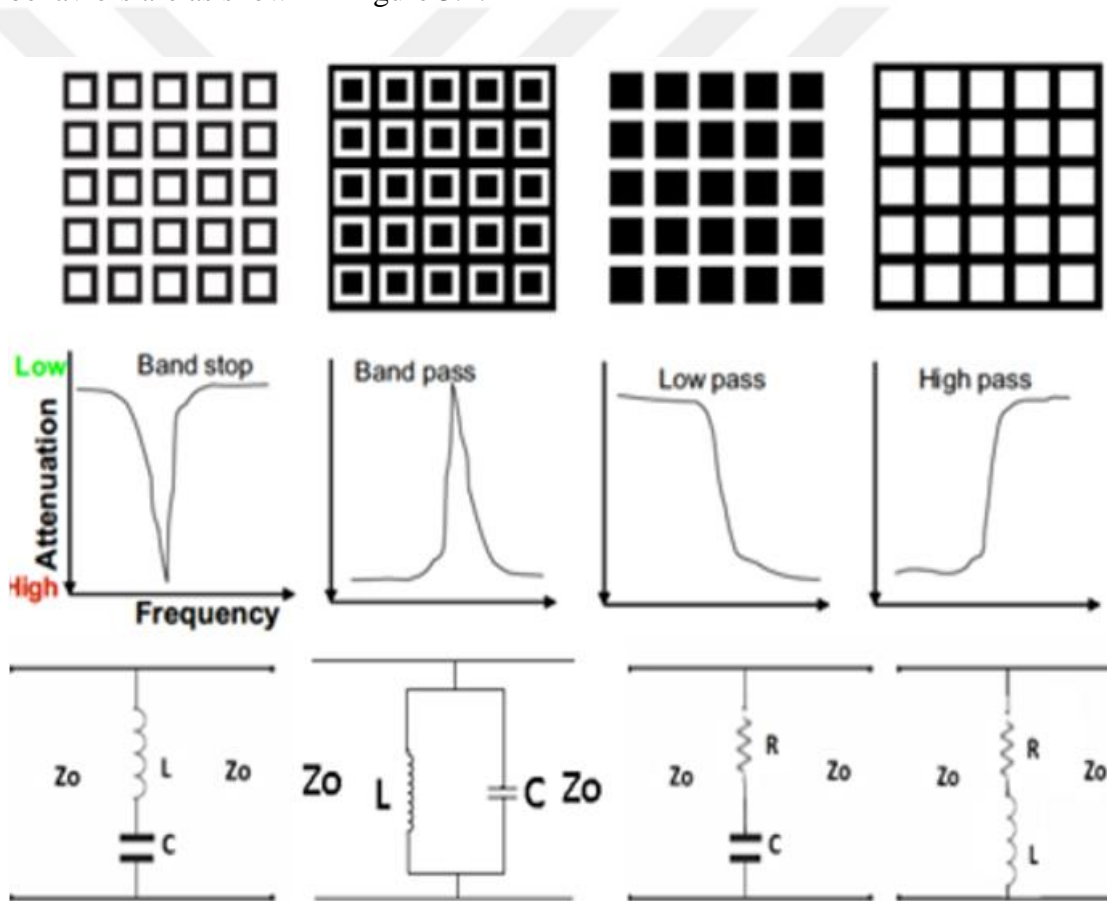 Low
Band stop
Band pass
Low pass
High pass
Attenuation
High
Frequency
Zo
L
Zo
C
Zo
L
C
Zo
Zo
R
Zo
C
Zo
R
Zo
L